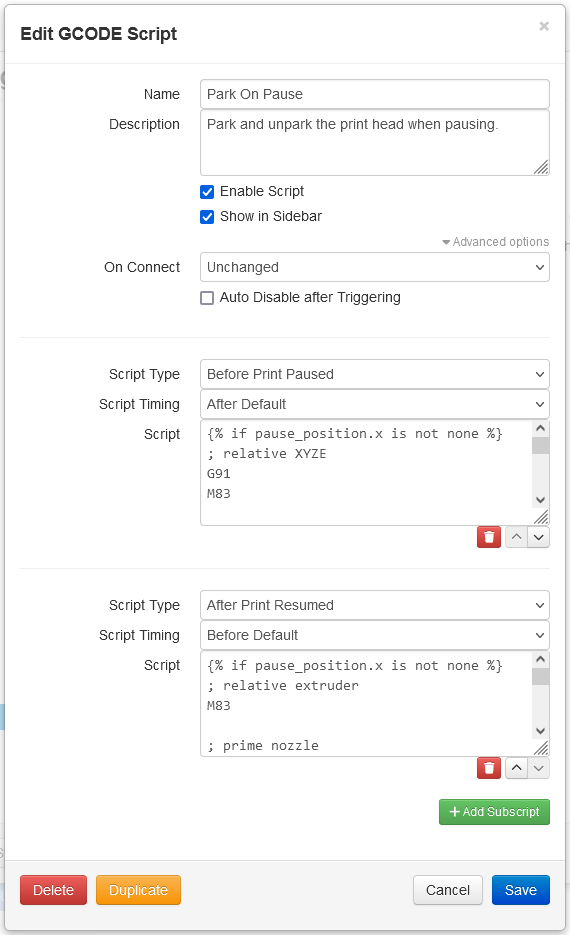 Edit GCODE Script
×
Name
Park On Pause
Description
Park and unpark the print head when pausing.
Enable Script
Show in Sidebar
Advanced options
On Connect
Unchanged
Auto Disable after Triggering
Script Type
Before Print Paused
Script Timing
After Default
Script
{% if pause_position.x is not none %}
; relative XYZE
G91
M83
Script Type
After Print Resumed
Script Timing
Before Default
Script
{% if pause_position.x is not none %}
; relative extruder
M83
; prime nozzle
Add Subscript
Delete
Duplicate
Cancel
Save